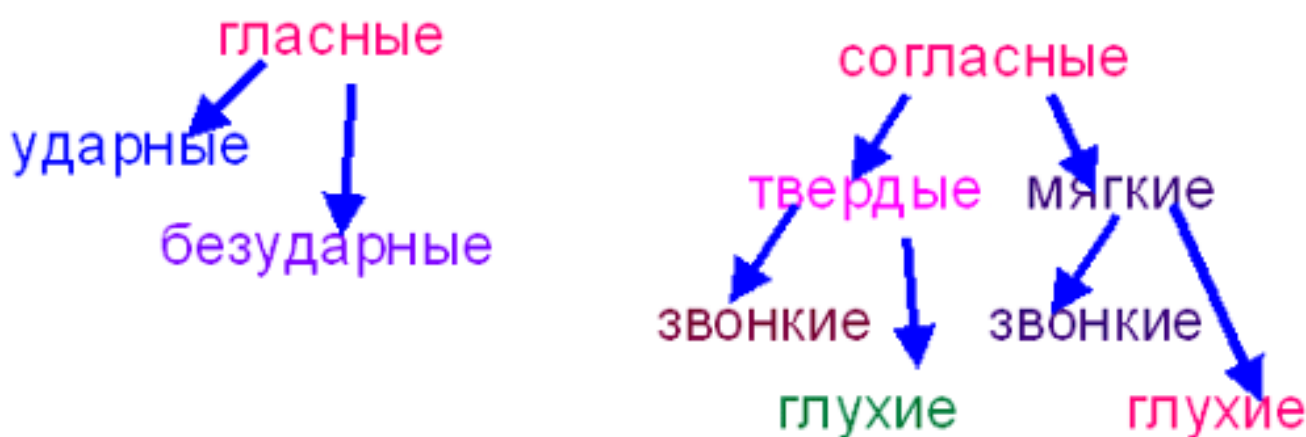 гласные
ударные
безударные
согласные
твердые мягкие
звонкие звонкие
глухие глухие